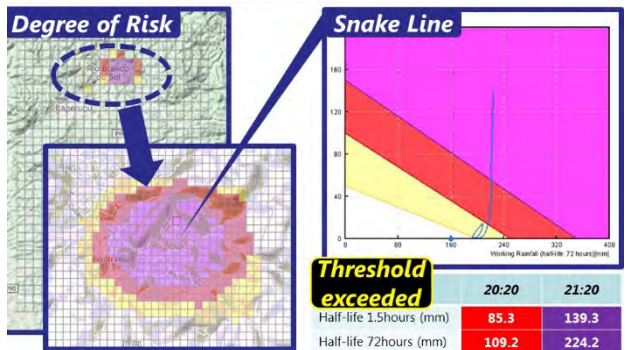 Degree of Risk
Snake Line
160
120
80
40
0
0
80
160
240
320
400
Working Rainfall (half-life: 72 hours)[mm]
Threshold
exceeded
20:20
21:20
Half-life 1.5hours (mm)
85.3
139.3
Half-life 72hours (mm)
109.2
224.2